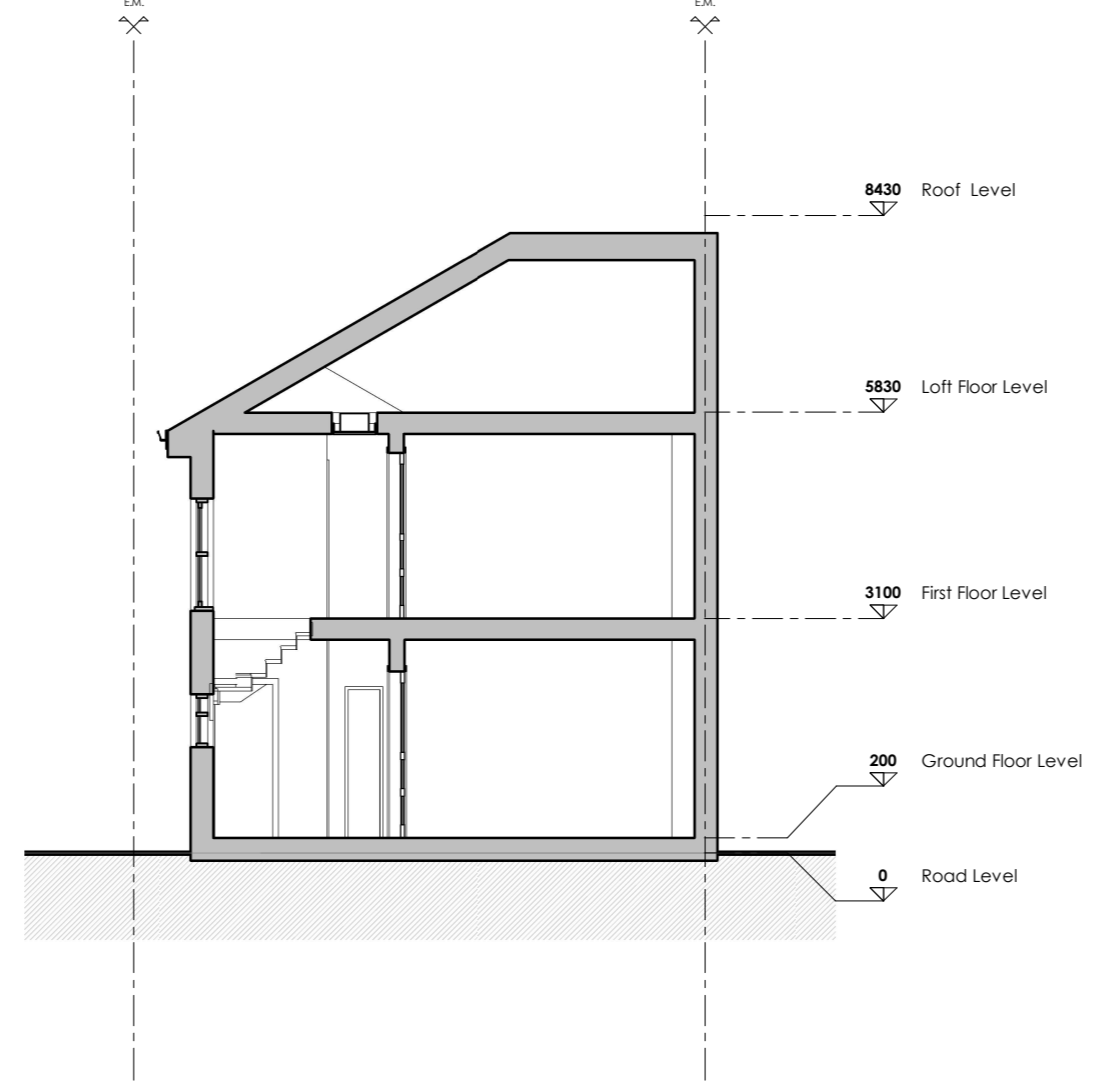 E.M. E.M.
8430 Roof Level
5830 Loft Floor Level
3100 First Floor Level
200 Ground Floor Level
0 Road Level